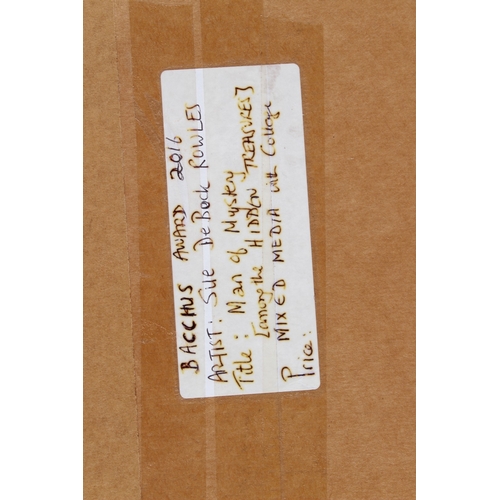 BACCHUS AWARD 2016
ARTIST: SUE DeBOCK ROWLES
Title: Man of Mystery
[among the HIDDEN TREASURES]
MIXED MEDIA with Collage
Price: